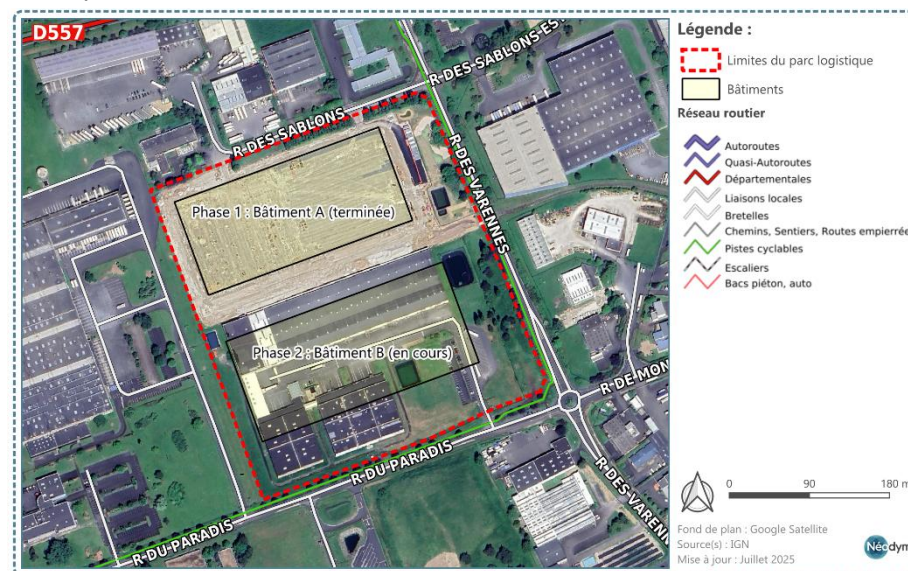 D557
R-DES-SABLONS-ES
R-DES-SABLONS
R-DES-VARENNES
Phase 1 : Bâtiment A (terminée)
Phase 2 : Bâtiment B (en cours)
R-DE-MON
R-DU-PARADIS
R-DU-PARADIS
R-DES-VARENN
Légende :
Limites du parc logistique
Bâtiments
Réseau routier
Autoroutes
Quasi-Autoroutes
Départementales
Liaisons locales
Bretelles
Chemins, Sentiers, Routes empierrée
Pistes cyclables
Escaliers
Bacs piéton, auto
0 90 180 m
Fond de plan : Google Satellite
Source(s) : IGN
Mise à jour : Juillet 2025
Néodym